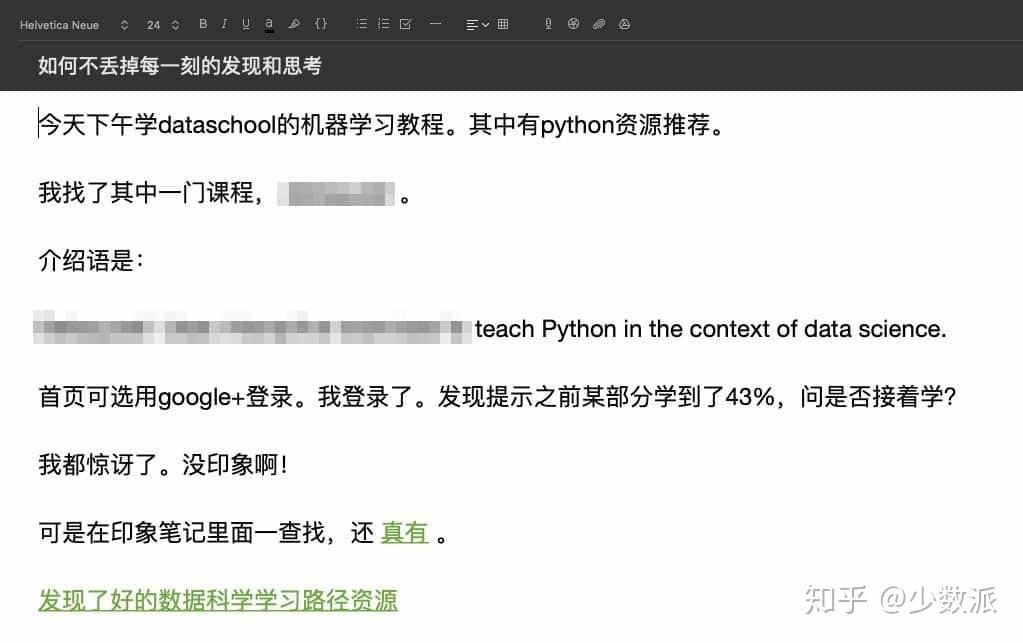 Helvetica Neue 24 B I U a {}
如何不丢掉每一刻的发现和思考
今天下午学dataschool的机器学习教程。其中有python资源推荐。
我找了其中一门课程， 。
介绍语是：
teach Python in the context of data science.
首页可选用google+登录。我登录了。发现提示之前某部分学到了43%，问是否接着学?
我都惊讶了。没印象啊！
可是在印象笔记里面一查找，还 真有 。
发现了好的数据科学学习路径资源
知乎 @少数派